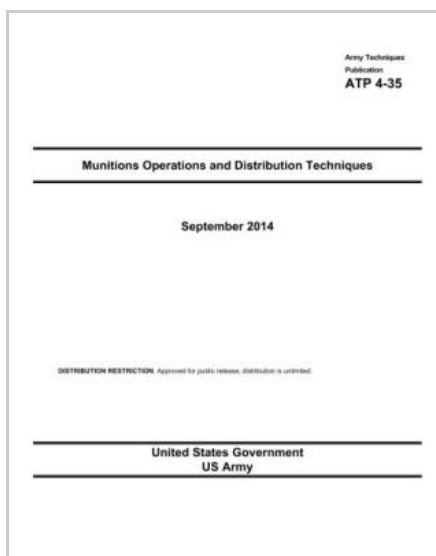 Army Techniques
Publication
ATP 4-35
Munitions Operations and Distribution Techniques
September 2014
DISTRIBUTION RESTRICTION: Approved for public release; distribution is unlimited.
United States Government
US Army